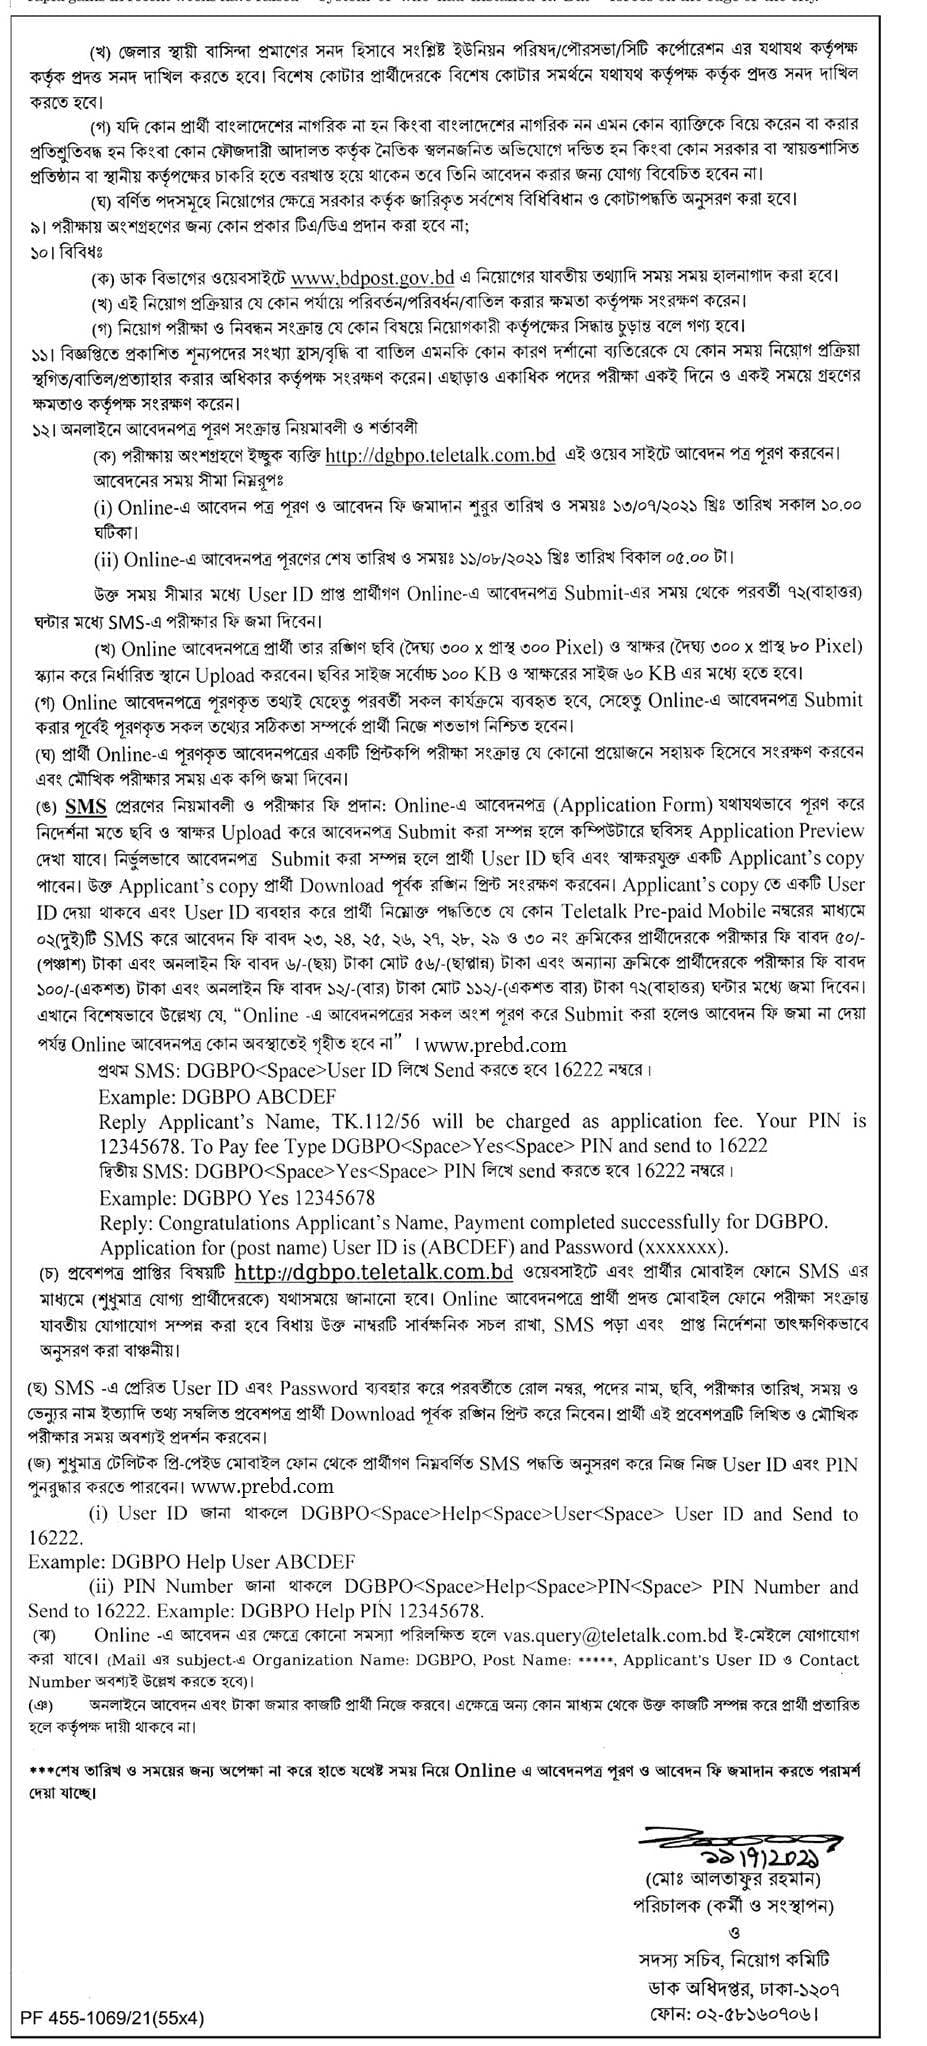 (খ) জেলার স্থায়ী বাসিন্দা প্রমাণের সনদ হিসাবে সংশ্লিষ্ট ইউনিয়ন পরিষদ/পৌরসভা/সিটি কর্পোরেশন এর যথাযথ কর্তৃপক্ষ
কর্তৃক প্রদত্ত সনদ দাখিল করতে হবে। বিশেষ কোটার প্রার্থীদেরকে বিশেষ কোটার সমর্থনে যথাযথ কর্তৃপক্ষ কর্তৃক প্রদত্ত সনদ দাখিল
করতে হবে।
(গ) যদি কোন প্রার্থী বাংলাদেশের নাগরিক না হন কিংবা বাংলাদেশের নাগরিক নন এমন কোন ব্যাক্তিকে বিয়ে করেন বা করার
প্রতিশ্রুতিবদ্ধ হন কিংবা কোন ফৌজদারী আদালত কর্তৃক নৈতিক স্খলনজনিত অভিযোগে দন্ডিত হন কিংবা কোন সরকার বা স্বায়ত্তশাসিত
প্রতিষ্ঠান বা স্থানীয় কর্তৃপক্ষের চাকরি হতে বরখাস্ত হয়ে থাকেন তবে তিনি আবেদন করার জন্য যোগ্য বিবেচিত হবেন না।
(ঘ) বর্ণিত পদসমূহে নিয়োগের ক্ষেত্রে সরকার কর্তৃক জারিকৃত সর্বশেষ বিধিবিধান ও কোটাপদ্ধতি অনুসরণ করা হবে।
৯। পরীক্ষায় অংশগ্রহণের জন্য কোন প্রকার টিএ/ডিএ প্রদান করা হবে না;
১০। বিবিধঃ
(ক) ডাক বিভাগের ওয়েবসাইটে www.bdpost.gov.bd এ নিয়োগের যাবতীয় তথ্যাদি সময় সময় হালনাগাদ করা হবে।
(খ) এই নিয়োগ প্রক্রিয়ার যে কোন পর্যায়ে পরিবর্তন/পরিবর্ধন/বাতিল করার ক্ষমতা কর্তৃপক্ষ সংরক্ষণ করেন।
(গ) নিয়োগ পরীক্ষা ও নিবন্ধন সংক্রান্ত যে কোন বিষয়ে নিয়োগকারী কর্তৃপক্ষের সিদ্ধান্ত চুড়ান্ত বলে গণ্য হবে।
১১। বিজ্ঞপ্তিতে প্রকাশিত শূন্যপদের সংখ্যা হ্রাস/বৃদ্ধি বা বাতিল এমনকি কোন কারণ দর্শানো ব্যতিরেকে যে কোন সময় নিয়োগ প্রক্রিয়া
স্থগিত/বাতিল/প্রত্যাহার করার অধিকার কর্তৃপক্ষ সংরক্ষণ করেন। এছাড়াও একাধিক পদের পরীক্ষা একই দিনে ও একই সময়ে গ্রহণের
ক্ষমতাও কর্তৃপক্ষ সংরক্ষণ করেন।
১২। অনলাইনে আবেদনপত্র পূরণ সংক্রান্ত নিয়মাবলী ও শর্তাবলী
(ক) পরীক্ষায় অংশগ্রহণে ইচ্ছুক ব্যক্তি http://dgbpo.teletalk.com.bd এই ওয়েব সাইটে আবেদন পত্র পূরণ করবেন।
আবেদনের সময় সীমা নিম্নরূপঃ
(i) Online-এ আবেদন পত্র পূরণ ও আবেদন ফি জমাদান শুরুর তারিখ ও সময়ঃ ১৩/০৭/২০২১ খ্রিঃ তারিখ সকাল ১০.০০
ঘটিকা।
(ii) Online-এ আবেদনপত্র পূরণের শেষ তারিখ ও সময়ঃ ১১/০৮/২০২১ খ্রিঃ তারিখ বিকাল ০৫.০০ টা।
উক্ত সময় সীমার মধ্যে User ID প্রাপ্ত প্রার্থীগণ Online-এ আবেদনপত্র Submit-এর সময় থেকে পরবর্তী ৭২(বাহাত্তর)
ঘন্টার মধ্যে SMS-এ পরীক্ষার ফি জমা দিবেন।
(খ) Online আবেদনপত্রে প্রার্থী তার রঙ্গিণ ছবি (দৈঘ্য ৩০০ x প্রাস্থ ৩০০ Pixel) ও স্বাক্ষর (দৈঘ্য ৩০০ x প্রাস্থ ৮০ Pixel)
স্ক্যান করে নির্ধারিত স্থানে Upload করবেন। ছবির সাইজ সর্বোচ্চ ১০০ KB ও স্বাক্ষরের সাইজ ৬০ KB এর মধ্যে হতে হবে।
(গ) Online আবেদনপত্রে পূরণকৃত তথ্যই যেহেতু পরবর্তী সকল কার্যক্রমে ব্যবহৃত হবে, সেহেতু Online-এ আবেদনপত্র Submit
করার পূর্বেই পূরণকৃত সকল তথ্যের সঠিকতা সম্পর্কে প্রার্থী নিজে শতভাগ নিশ্চিত হবেন।
(ঘ) প্রার্থী Online-এ পূরণকৃত আবেদনপত্রের একটি প্রিন্টকপি পরীক্ষা সংক্রান্ত যে কোনো প্রয়োজনে সহায়ক হিসেবে সংরক্ষণ করবেন
এবং মৌখিক পরীক্ষার সময় এক কপি জমা দিবেন।
(ঙ) SMS প্রেরণের নিয়মাবলী ও পরীক্ষার ফি প্রদান: Online-এ আবেদনপত্র (Application Form) যথাযথভাবে পূরণ করে
নিদের্শনা মতে ছবি ও স্বাক্ষর Upload করে আবেদনপত্র Submit করা সম্পন্ন হলে কম্পিউটারে ছবিসহ Application Preview
দেখা যাবে। নির্ভুলভাবে আবেদনপত্র Submit করা সম্পন্ন হলে প্রার্থী User ID ছবি এবং স্বাক্ষরযুক্ত একটি Applicant's copy
পাবেন। উক্ত Applicant's copy প্রার্থী Download পূর্বক রঙ্গিন প্রিন্ট সংরক্ষণ করবেন। Applicant's copy তে একটি User
ID দেয়া থাকবে এবং User ID ব্যবহার করে প্রার্থী নিম্নোক্ত পদ্ধতিতে যে কোন Teletalk Pre-paid Mobile নম্বরের মাধ্যমে
০২(দুই)টি SMS করে আবেদন ফি বাবদ ২৩, ২৪, ২৫, ২৬, ২৭, ২৮, ২৯ ও ৩০ নং ক্রমিকের প্রার্থীদেরকে পরীক্ষার ফি বাবদ ৫০/-
(পঞ্চাশ) টাকা এবং অনলাইন ফি বাবদ ৬/-(ছয়) টাকা মোট ৫৬/-(ছাপ্পান্ন) টাকা এবং অন্যান্য ক্রমিকে প্রার্থীদেরকে পরীক্ষার ফি বাবদ
১০০/-(একশত) টাকা এবং অনলাইন ফি বাবদ ১২/-(বার) টাকা মোট ১১২/-(একশত বার) টাকা ৭২(বাহাত্তর) ঘন্টার মধ্যে জমা দিবেন।
এখানে বিশেষভাবে উল্লেখ্য যে, “Online -এ আবেদনপত্রের সকল অংশ পূরণ করে Submit করা হলেও আবেদন ফি জমা না দেয়া
পর্যন্ত Online আবেদনপত্র কোন অবস্থাতেই গৃহীত হবে না” । www.prebd.com
প্রথম SMS: DGBPO<Space>User ID লিখে Send করতে হবে 16222 নম্বরে।
Example: DGBPO ABCDEF
Reply Applicant's Name, TK.112/56 will be charged as application fee. Your PIN is
12345678. To Pay fee Type DGBPO<Space>Yes<Space> PIN and send to 16222
দ্বিতীয় SMS: DGBPO<Space>Yes<Space> PIN লিখে send করতে হবে 16222 নম্বরে।
Example: DGBPO Yes 12345678
Reply: Congratulations Applicant's Name, Payment completed successfully for DGBPO.
Application for (post name) User ID is (ABCDEF) and Password (xxxxxxx).
(চ) প্রবেশপত্র প্রাপ্তির বিষয়টি http://dgbpo.teletalk.com.bd ওয়েবসাইটে এবং প্রার্থীর মোবাইল ফোনে SMS এর
মাধ্যমে (শুধুমাত্র যোগ্য প্রার্থীদেরকে) যথাসময়ে জানানো হবে। Online আবেদনপত্রে প্রার্থী প্রদত্ত মোবাইল ফোনে পরীক্ষা সংক্রান্ত
যাবতীয় যোগাযোগ সম্পন্ন করা হবে বিধায় উক্ত নাম্বরটি সার্বক্ষনিক সচল রাখা, SMS পড়া এবং প্রাপ্ত নির্দেশনা তাৎক্ষণিকভাবে
অনুসরণ করা বাঞ্চনীয়।
(ছ) SMS -এ প্রেরিত User ID এবং Password ব্যবহার করে পরবর্তীতে রোল নম্বর, পদের নাম, ছবি, পরীক্ষার তারিখ, সময় ও
ভেন্যুর নাম ইত্যাদি তথ্য সম্বলিত প্রবেশপত্র প্রার্থী Download পূর্বক রঙ্গিন প্রিন্ট করে নিবেন। প্রার্থী এই প্রবেশপত্রটি লিখিত ও মৌখিক
পরীক্ষার সময় অবশ্যই প্রদর্শন করবেন।
(জ) শুধুমাত্র টেলিটক প্রি-পেইড মোবাইল ফোন থেকে প্রার্থীগণ নিম্নবর্ণিত SMS পদ্ধতি অনুসরণ করে নিজ নিজ User ID এবং PIN
পুনরুদ্ধার করতে পারবেন। www.prebd.com
(i) User ID জানা থাকলে DGBPO<Space>Help<Space>User<Space> User ID and Send to
16222.
Example: DGBPO Help User ABCDEF
(ii) PIN Number জানা থাকলে DGBPO<Space>Help<Space>PIN<Space> PIN Number and
Send to 16222. Example: DGBPO Help PIN 12345678.
(ঝ) Online -এ আবেদন এর ক্ষেত্রে কোনো সমস্যা পরিলক্ষিত হলে vas.query@teletalk.com.bd ই-মেইলে যোগাযোগ
করা যাবে। (Mail এর subject-এ Organization Name: DGBPO, Post Name: *****, Applicant's User ID ও Contact
Number অবশ্যই উল্লেখ করতে হবে)।
(ঞ) অনলাইনে আবেদন এবং টাকা জমার কাজটি প্রার্থী নিজে করবে। এক্ষেত্রে অন্য কোন মাধ্যম থেকে উক্ত কাজটি সম্পন্ন করে প্রার্থী প্রতারিত
হলে কর্তৃপক্ষ দায়ী থাকবে না।
***শেষ তারিখ ও সময়ের জন্য অপেক্ষা না করে হাতে যথেষ্ট সময় নিয়ে Online এ আবেদনপত্র পূরণ ও আবেদন ফি জমাদান করতে পরামর্শ
দেয়া যাচ্ছে।
১১/৭/২০২১
(মোঃ আলতাফুর রহমান)
পরিচালক (কর্মী ও সংস্থাপন)
ও
সদস্য সচিব, নিয়োগ কমিটি
ডাক অধিদপ্তর, ঢাকা-১২০৭
ফোন: ০২-৫৮১৬০৭০৬।
PF 455-1069/21(55x4)